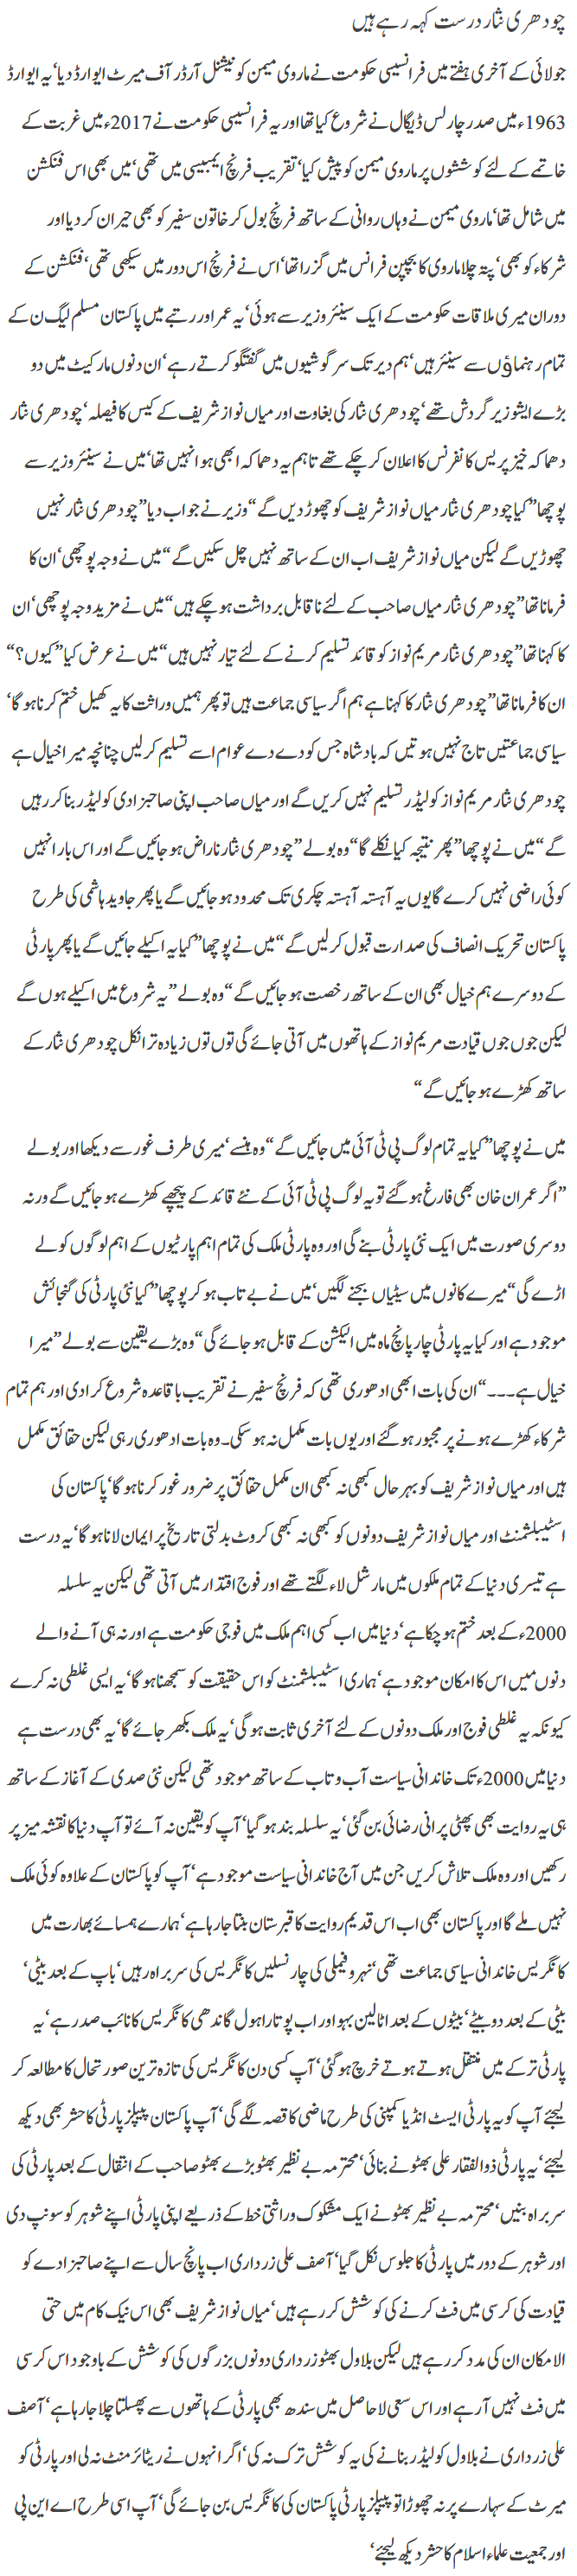 چودھری نثار درست کہہ رہے ہیں
جولائی کے آخری ہفتے میں فرانسیسی حکومت نے ماروی میمن کو نیشنل آرڈر آف میرٹ ایوارڈ دیا‘ یہ ایوارڈ
1963ء میں صدر چارلس ڈیگال نے شروع کیا تھا اور یہ فرانسیسی حکومت نے 2017ء میں غربت کے
خاتمے کے لئے کوششوں پر ماروی میمن کو پیش کیا‘ تقریب فرنچ ایمبیسی میں تھی‘ میں بھی اس فنکشن
میں شامل تھا‘ ماروی میمن نے وہاں روانی کے ساتھ فرنچ بول کر خاتون سفیر کو بھی حیران کر دیا اور
شرکاء کو بھی‘ پتہ چلا ماروی کا بچپن فرانس میں گزرا تھا‘ اس نے فرنچ اس دور میں سیکھی تھی‘ فنکشن کے
دوران میری ملاقات حکومت کے ایک سینئر وزیر سے ہوئی‘ یہ عمر اور رتبے میں پاکستان مسلم لیگ ن کے
تمام رہنماؤں سے سینئر ہیں‘ ہم دیر تک سرگوشیوں میں گفتگو کرتے رہے‘ ان دنوں مارکیٹ میں دو
بڑے ایشو زیر گردش تھے‘ چودھری نثار کی بغاوت اور میاں نواز شریف کے کیس کا فیصلہ‘ چودھری نثار
دھماکہ خیز پریس کانفرنس کا اعلان کر چکے تھے تاہم یہ دھماکہ ابھی ہوا نہیں تھا‘ میں نے سینئر وزیر سے
پوچھا ”کیا چودھری نثار میاں نواز شریف کو چھوڑ دیں گے“ وزیر نے جواب دیا ”چودھری نثار نہیں
چھوڑیں گے لیکن میاں نواز شریف اب ان کے ساتھ نہیں چل سکیں گے“ میں نے وجہ پوچھی‘ ان کا
فرمانا تھا ”چودھری نثار میاں صاحب کے لئے ناقابل برداشت ہو چکے ہیں“ میں نے مزید وجہ پوچھی‘ ان
کا کہنا تھا ”چودھری نثار مریم نواز کو قائد تسلیم کرنے کے لئے تیار نہیں ہیں“ میں نے عرض کیا ”کیوں؟“
ان کا فرمانا تھا ”چودھری نثار کا کہنا ہے ہم اگر سیاسی جماعت ہیں تو پھر ہمیں وراثت کا یہ کھیل ختم کرنا ہو گا‘
سیاسی جماعتیں تاج نہیں ہوتیں کہ بادشاہ جس کو دے دے عوام اسے تسلیم کر لیں چنانچہ میرا خیال ہے
چودھری نثار مریم نواز کو لیڈر تسلیم نہیں کریں گے اور میاں صاحب اپنی صاحبزادی کو لیڈر بنا کر رہیں
گے“ میں نے پوچھا ”پھر نتیجہ کیا نکلے گا“ وہ بولے ”چودھری نثار ناراض ہو جائیں گے اور اس بار انہیں
کوئی راضی نہیں کرے گا یوں یہ آہستہ آہستہ چکری تک محدود ہو جائیں گے یا پھر جاوید ہاشمی کی طرح
پاکستان تحریک انصاف کی صدارت قبول کر لیں گے“ میں نے پوچھا ”کیا یہ اکیلے جائیں گے یا پھر پارٹی
کے دوسرے ہم خیال بھی ان کے ساتھ رخصت ہو جائیں گے“ وہ بولے ”یہ شروع میں اکیلے ہوں گے
لیکن جوں جوں قیادت مریم نواز کے ہاتھوں میں آتی جائے گی توں توں زیادہ تر انکل چودھری نثار کے
ساتھ کھڑے ہو جائیں گے“
میں نے پوچھا ”کیا یہ تمام لوگ پی ٹی آئی میں جائیں گے“ وہ ہنسے‘ میری طرف غور سے دیکھا اور بولے
”اگر عمران خان بھی فارغ ہو گئے تو یہ لوگ پی ٹی آئی کے نئے قائد کے پیچھے کھڑے ہو جائیں گے ورنہ
دوسری صورت میں ایک نئی پارٹی بنے گی اور وہ پارٹی ملک کی تمام اہم پارٹیوں کے اہم لوگوں کو لے
اڑے گی“ میرے کانوں میں سیٹیاں بجنے لگیں‘ میں نے بے تاب ہو کر پوچھا ”کیا نئی پارٹی کی گنجائش
موجود ہے اور کیا یہ پارٹی چار پانچ ماہ میں الیکشن کے قابل ہو جائے گی“ وہ بڑے یقین سے بولے ”میرا
خیال ہے۔۔۔“ ان کی بات ابھی ادھوری تھی کہ فرنچ سفیر نے تقریب باقاعدہ شروع کرا دی اور ہم تمام
شرکاء کھڑے ہونے پر مجبور ہو گئے اور یوں بات مکمل نہ ہو سکی۔ وہ بات ادھوری رہی لیکن حقائق مکمل
ہیں اور میاں نواز شریف کو بہرحال کبھی نہ کبھی ان مکمل حقائق پر ضرور غور کرنا ہو گا‘ پاکستان کی
اسٹیبلشمنٹ اور میاں نواز شریف دونوں کو کبھی نہ کبھی کروٹ بدلتی تاریخ پر ایمان لانا ہو گا‘ یہ درست
ہے تیسری دنیا کے تمام ملکوں میں مارشل لاء لگتے تھے اور فوج اقتدار میں آتی تھی لیکن یہ سلسلہ
2000ء کے بعد ختم ہو چکا ہے‘ دنیا میں اب کسی اہم ملک میں فوجی حکومت ہے اور نہ ہی آنے والے
دنوں میں اس کا امکان موجود ہے‘ ہماری اسٹیبلشمنٹ کو اس حقیقت کو سمجھنا ہو گا‘ یہ ایسی غلطی نہ کرے
کیونکہ یہ غلطی فوج اور ملک دونوں کے لئے آخری ثابت ہو گی‘ یہ ملک بکھر جائے گا‘ یہ بھی درست ہے
دنیا میں 2000ء تک خاندانی سیاست آب و تاب کے ساتھ موجود تھی لیکن نئی صدی کے آغاز کے ساتھ
ہی یہ روایت بھی پھٹی پرانی رضائی بن گئی‘ یہ سلسلہ بند ہو گیا‘ آپ کو یقین نہ آئے تو آپ دنیا کا نقشہ میز پر
رکھیں اور وہ ملک تلاش کریں جن میں آج خاندانی سیاست موجود ہے‘ آپ کو پاکستان کے علاوہ کوئی ملک
نہیں ملے گا اور پاکستان بھی اب اس قدیم روایت کا قبرستان بنتا جا رہا ہے‘ ہمارے ہمسائے بھارت میں
کانگریس خاندانی سیاسی جماعت تھی‘ نہرو فیملی کی چار نسلیں کانگریس کی سربراہ رہیں‘ باپ کے بعد بیٹی‘
بیٹی کے بعد دو بیٹے‘ بیٹوں کے بعد اٹالین بہو اور اب پوتا راہول گاندھی کانگریس کا نائب صدر ہے‘ یہ
پارٹی ترکے میں منتقل ہوتے ہوتے خرچ ہو گئی‘ آپ کسی دن کانگریس کی تازہ ترین صورتحال کا مطالعہ کر
لیجئے آپ کو یہ پارٹی ایسٹ انڈیا کمپنی کی طرح ماضی کا قصہ لگے گی‘ آپ پاکستان پیپلز پارٹی کا حشر بھی دیکھ
لیجئے‘ یہ پارٹی ذوالفقار علی بھٹو نے بنائی‘ محترمہ بے نظیر بھٹو بڑے بھٹو صاحب کے انتقال کے بعد پارٹی کی
سربراہ بنیں‘ محترمہ بے نظیر بھٹو نے ایک مشکوک وراثتی خط کے ذریعے اپنی پارٹی اپنے شوہر کو سونپ دی
اور شوہر کے دور میں پارٹی کا جلوس نکل گیا‘ آصف علی زرداری اب پانچ سال سے اپنے صاحبزادے کو
قیادت کی کرسی میں فٹ کرنے کی کوشش کر رہے ہیں‘ میاں نواز شریف بھی اس نیک کام میں حتی
الامکان ان کی مدد کر رہے ہیں لیکن بلاول بھٹو زرداری دونوں بزرگوں کی کوشش کے باوجود اس کرسی
میں فٹ نہیں آ رہے اور اس سعی لاحاصل میں سندھ بھی پارٹی کے ہاتھوں سے پھسلتا چلا جا رہا ہے‘ آصف
علی زرداری نے بلاول کو لیڈر بنانے کی یہ کوشش ترک نہ کی‘ اگر انہوں نے ریٹائرمنٹ نہ لی اور پارٹی کو
میرٹ کے سہارے پر نہ چھوڑا تو پیپلز پارٹی پاکستان کی کانگریس بن جائے گی‘ آپ اسی طرح اے این پی
اور جمعیت علماء اسلام کا حشر دیکھ لیجئے‘